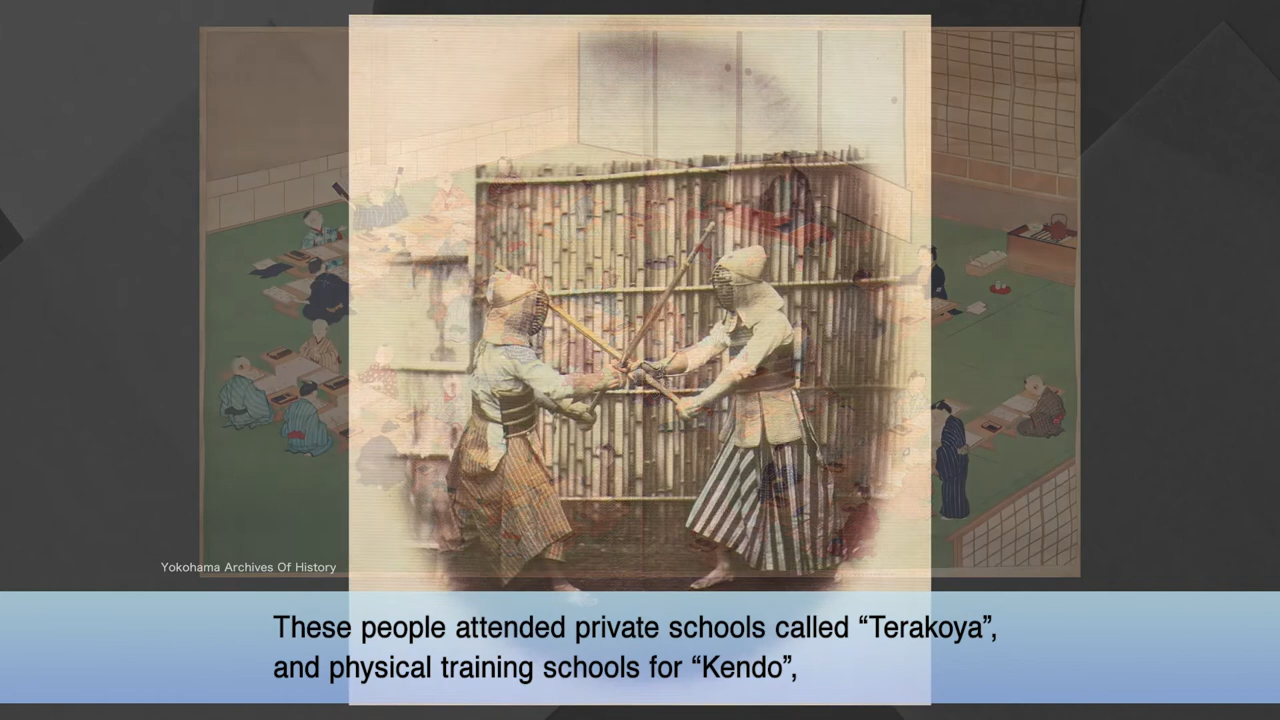 Yokohama Archives Of History
These people attended private schools called “Terakoya”,
and physical training schools for “Kendo”,